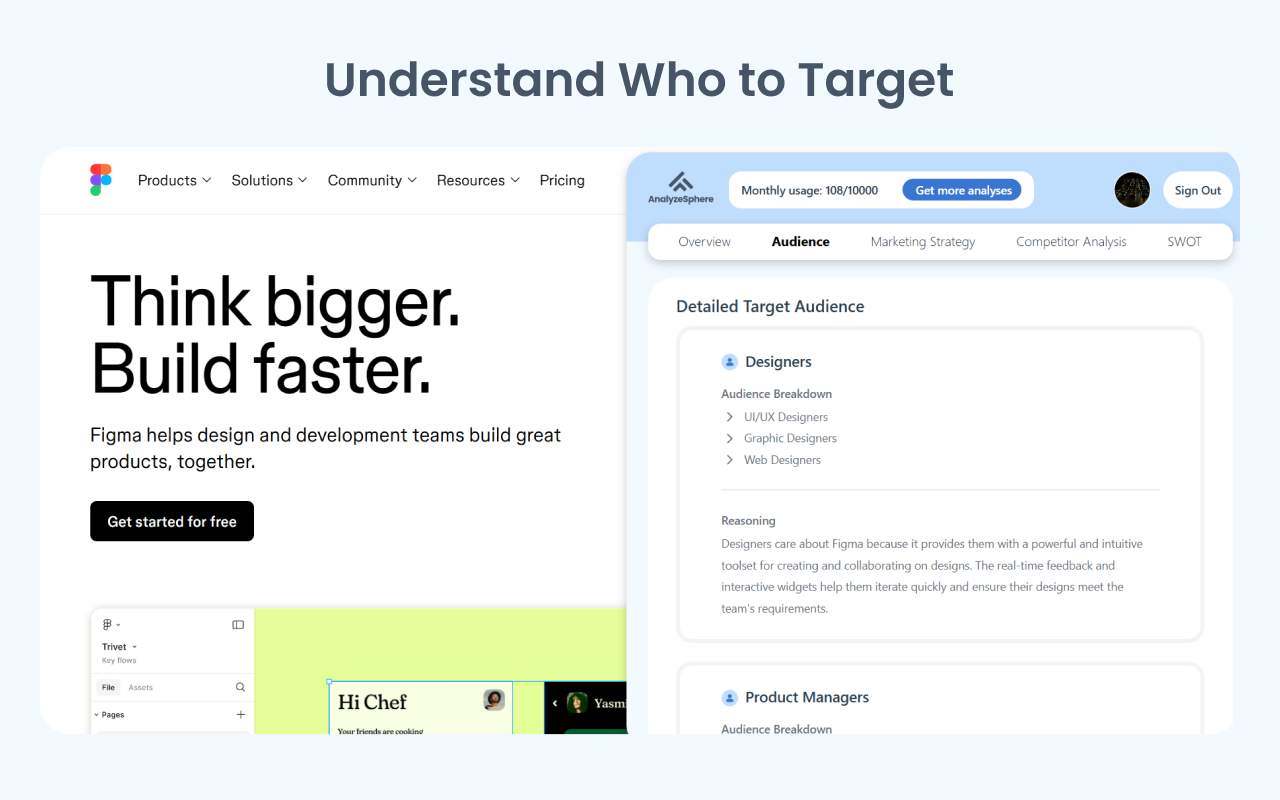 Understand Who to Target
Products
Solutions
Community
Resources
Pricing
Think bigger.
Build faster.
Figma helps design and development teams build great
products, together.
Get started for free
Trivet
Key flows
File
Assets
Pages
Hi Chef
Your friends are cooking
AnalyzeSphere
Monthly usage: 108/10000
Get more analyses
Sign Out
Overview
Audience
Marketing Strategy
Competitor Analysis
SWOT
Detailed Target Audience
Designers
Audience Breakdown
UI/UX Designers
Graphic Designers
Web Designers
Reasoning
Designers care about Figma because it provides them with a powerful and intuitive
toolset for creating and collaborating on designs. The real-time feedback and
interactive widgets help them iterate quickly and ensure their designs meet the
team's requirements.
Product Managers
Audience Breakdown